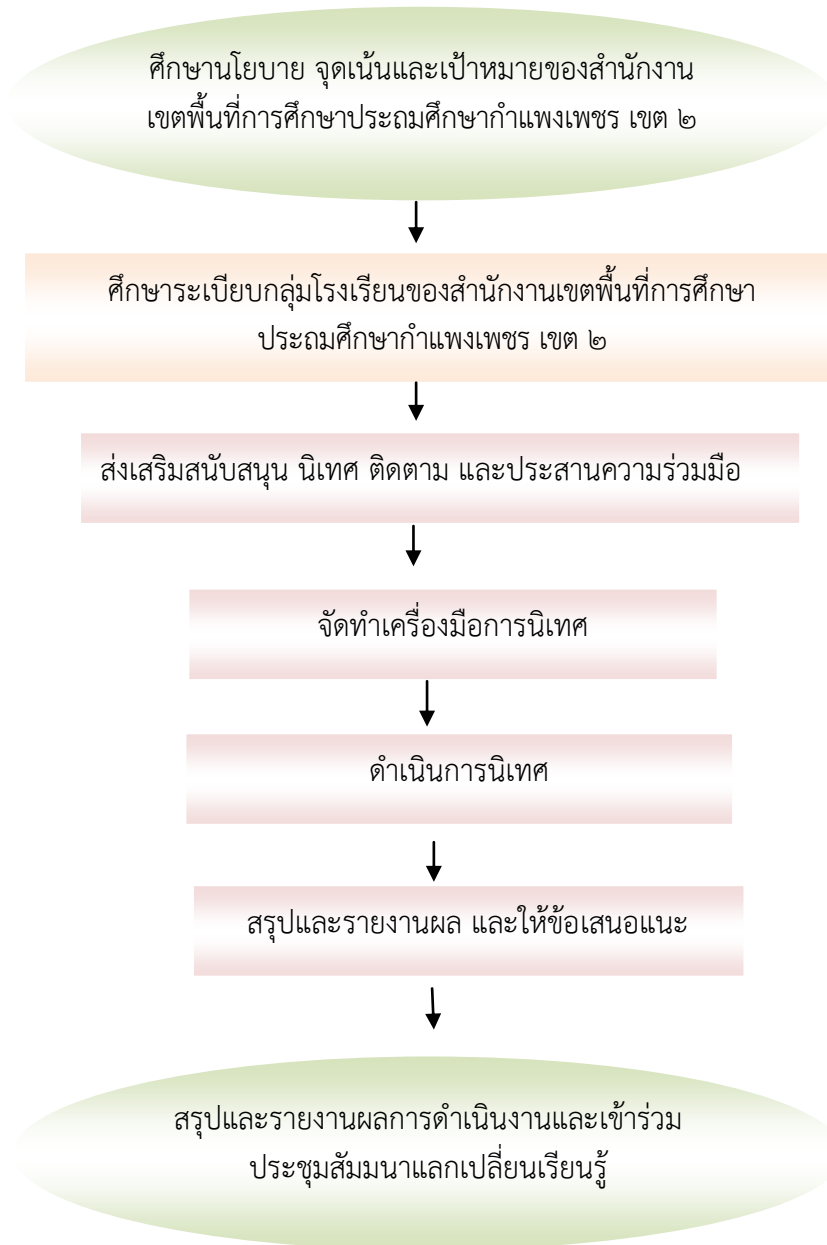 ศึกษานโยบาย จุดเน้นและเป้าหมายของสำนักงาน
เขตพื้นที่การศึกษาประถมศึกษากำแพงเพชร เขต ๒
ศึกษาระเบียบกลุ่มโรงเรียนของสำนักงานเขตพื้นที่การศึกษา
ประถมศึกษากำแพงเพชร เขต ๒
ส่งเสริมสนับสนุน นิเทศ ติดตาม และประสานความร่วมมือ
จัดทำเครื่องมือการนิเทศ
ดำเนินการนิเทศ
สรุปและรายงานผล และให้ข้อเสนอแนะ
สรุปและรายงานผลการดำเนินงานและเข้าร่วม
ประชุมสัมมนาแลกเปลี่ยนเรียนรู้